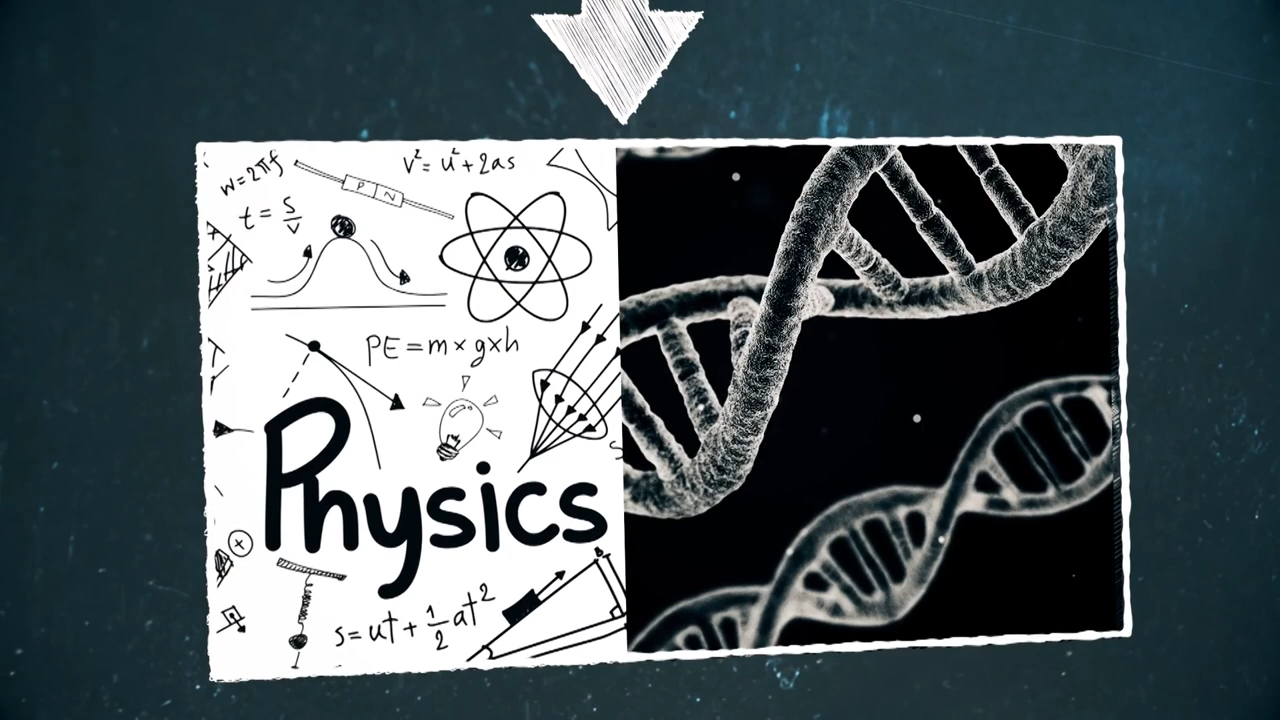 w=2πf
P N
v²=u²+2as
t=s/v
PE=m×g×h
Physics
s=ut+½at²